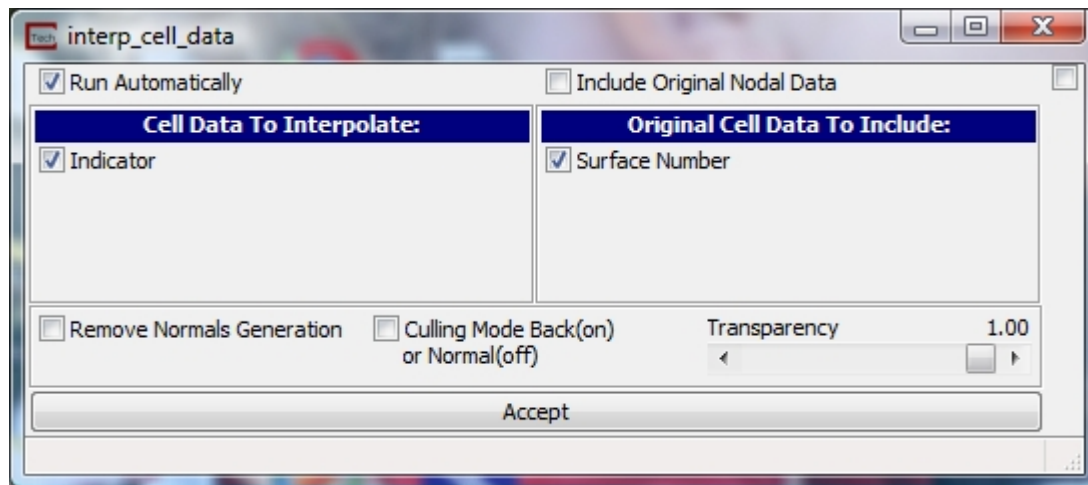 Tech
interp_cell_data
Run Automatically
Include Original Nodal Data
Cell Data To Interpolate:
Original Cell Data To Include:
Indicator
Surface Number
Remove Normals Generation
Culling Mode Back(on)
or Normal(off)
Transparency
1.00
Accept